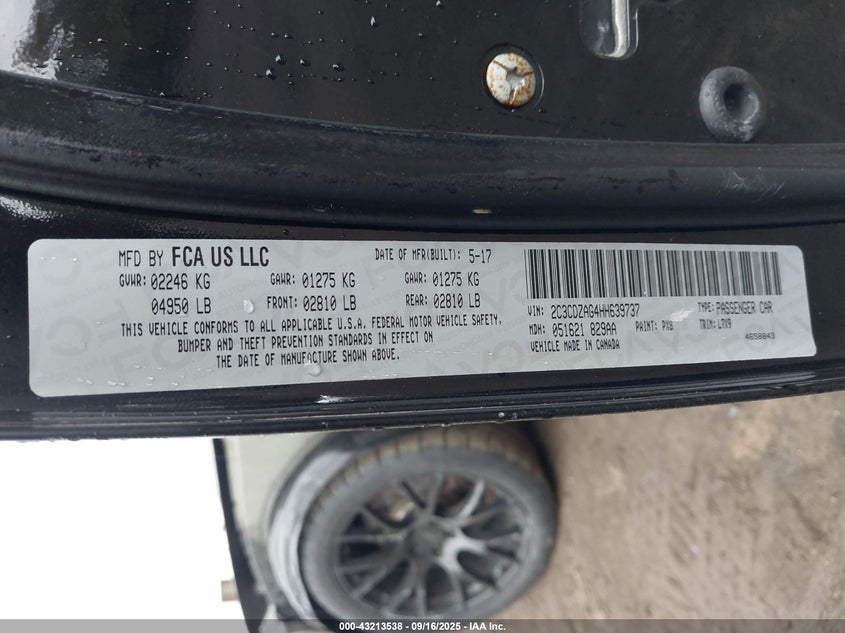 MFD BY FCA US LLC DATE OF MFR(BUILT): 5-17
GVWR: 02246 KG GAWR: 01275 KG GAWR: 01275 KG
04950 LB FRONT: 02810 LB REAR: 02810 LB
THIS VEHICLE CONFORMS TO ALL APPLICABLE U.S.A. FEDERAL MOTOR VEHICLE SAFETY,
BUMPER AND THEFT PREVENTION STANDARDS IN EFFECT ON
THE DATE OF MANUFACTURE SHOWN ABOVE.
VIN: 2C3CDZAG4HH639737 TYPE: PASSENGER CAR
MDH: 051621 829AA PAINT: PX8 TRIM: L7X9
VEHICLE MADE IN CANADA 4658843
000-43213538 - 09/16/2025 - IAA Inc.